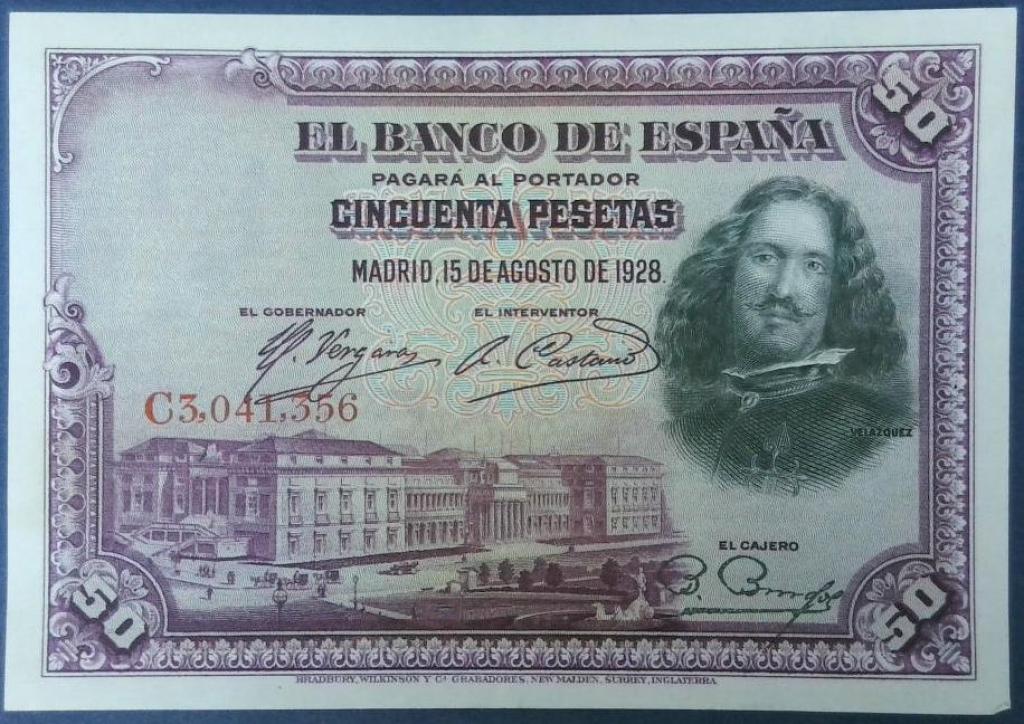 50
EL BANCO DE ESPAÑA
PAGARÁ AL PORTADOR
CINCUENTA PESETAS
MADRID, 15 DE AGOSTO DE 1928.
EL GOBERNADOR EL INTERVENTOR
C3,041,356
VELAZQUEZ
EL CAJERO
50 50
BRADBURY, WILKINSON Y Cª GRABADORES, NEW MALDEN, SURREY, INGLATERRA